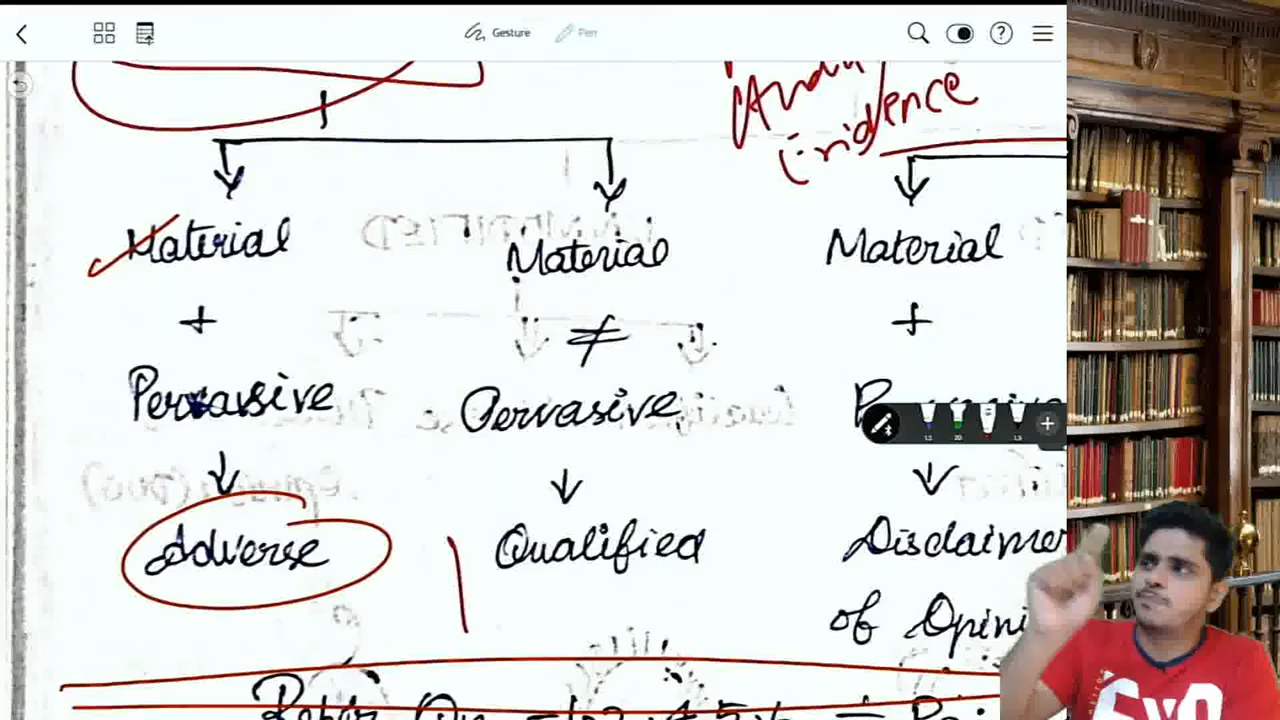 Gesture Pen
Evidence
Material Material Material
+ ≠ +
Pervasive Pervasive
Adverse Qualified Disclaimer
of Opini